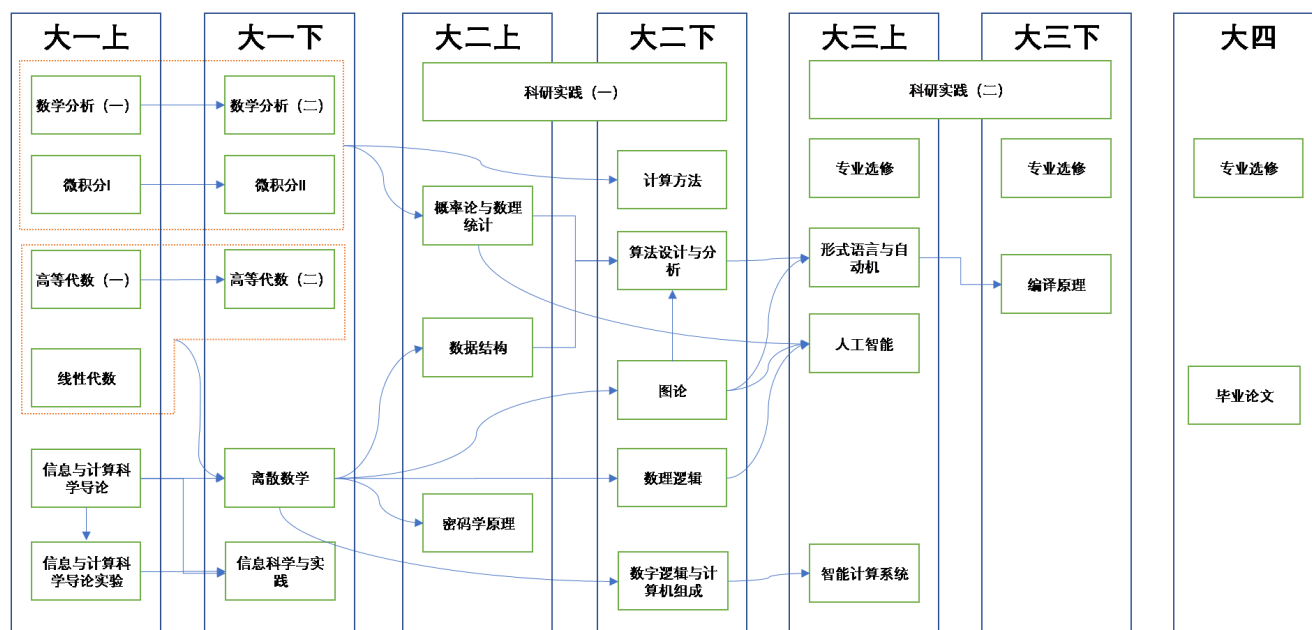 大一上
大一下
大二上
大二下
大三上
大三下
大四
数学分析（一）
数学分析（二）
科研实践（一）
科研实践（二）
微积分I
微积分II
概率论与数理
统计
计算方法
专业选修
专业选修
专业选修
高等代数（一）
高等代数（二）
算法设计与分
析
形式语言与自
动机
编译原理
线性代数
数据结构
图论
人工智能
毕业论文
信息与计算科
学导论
离散数学
密码学原理
数理逻辑
信息与计算科
学导论实验
信息科学与实
践
数字逻辑与计
算机组成
智能计算系统